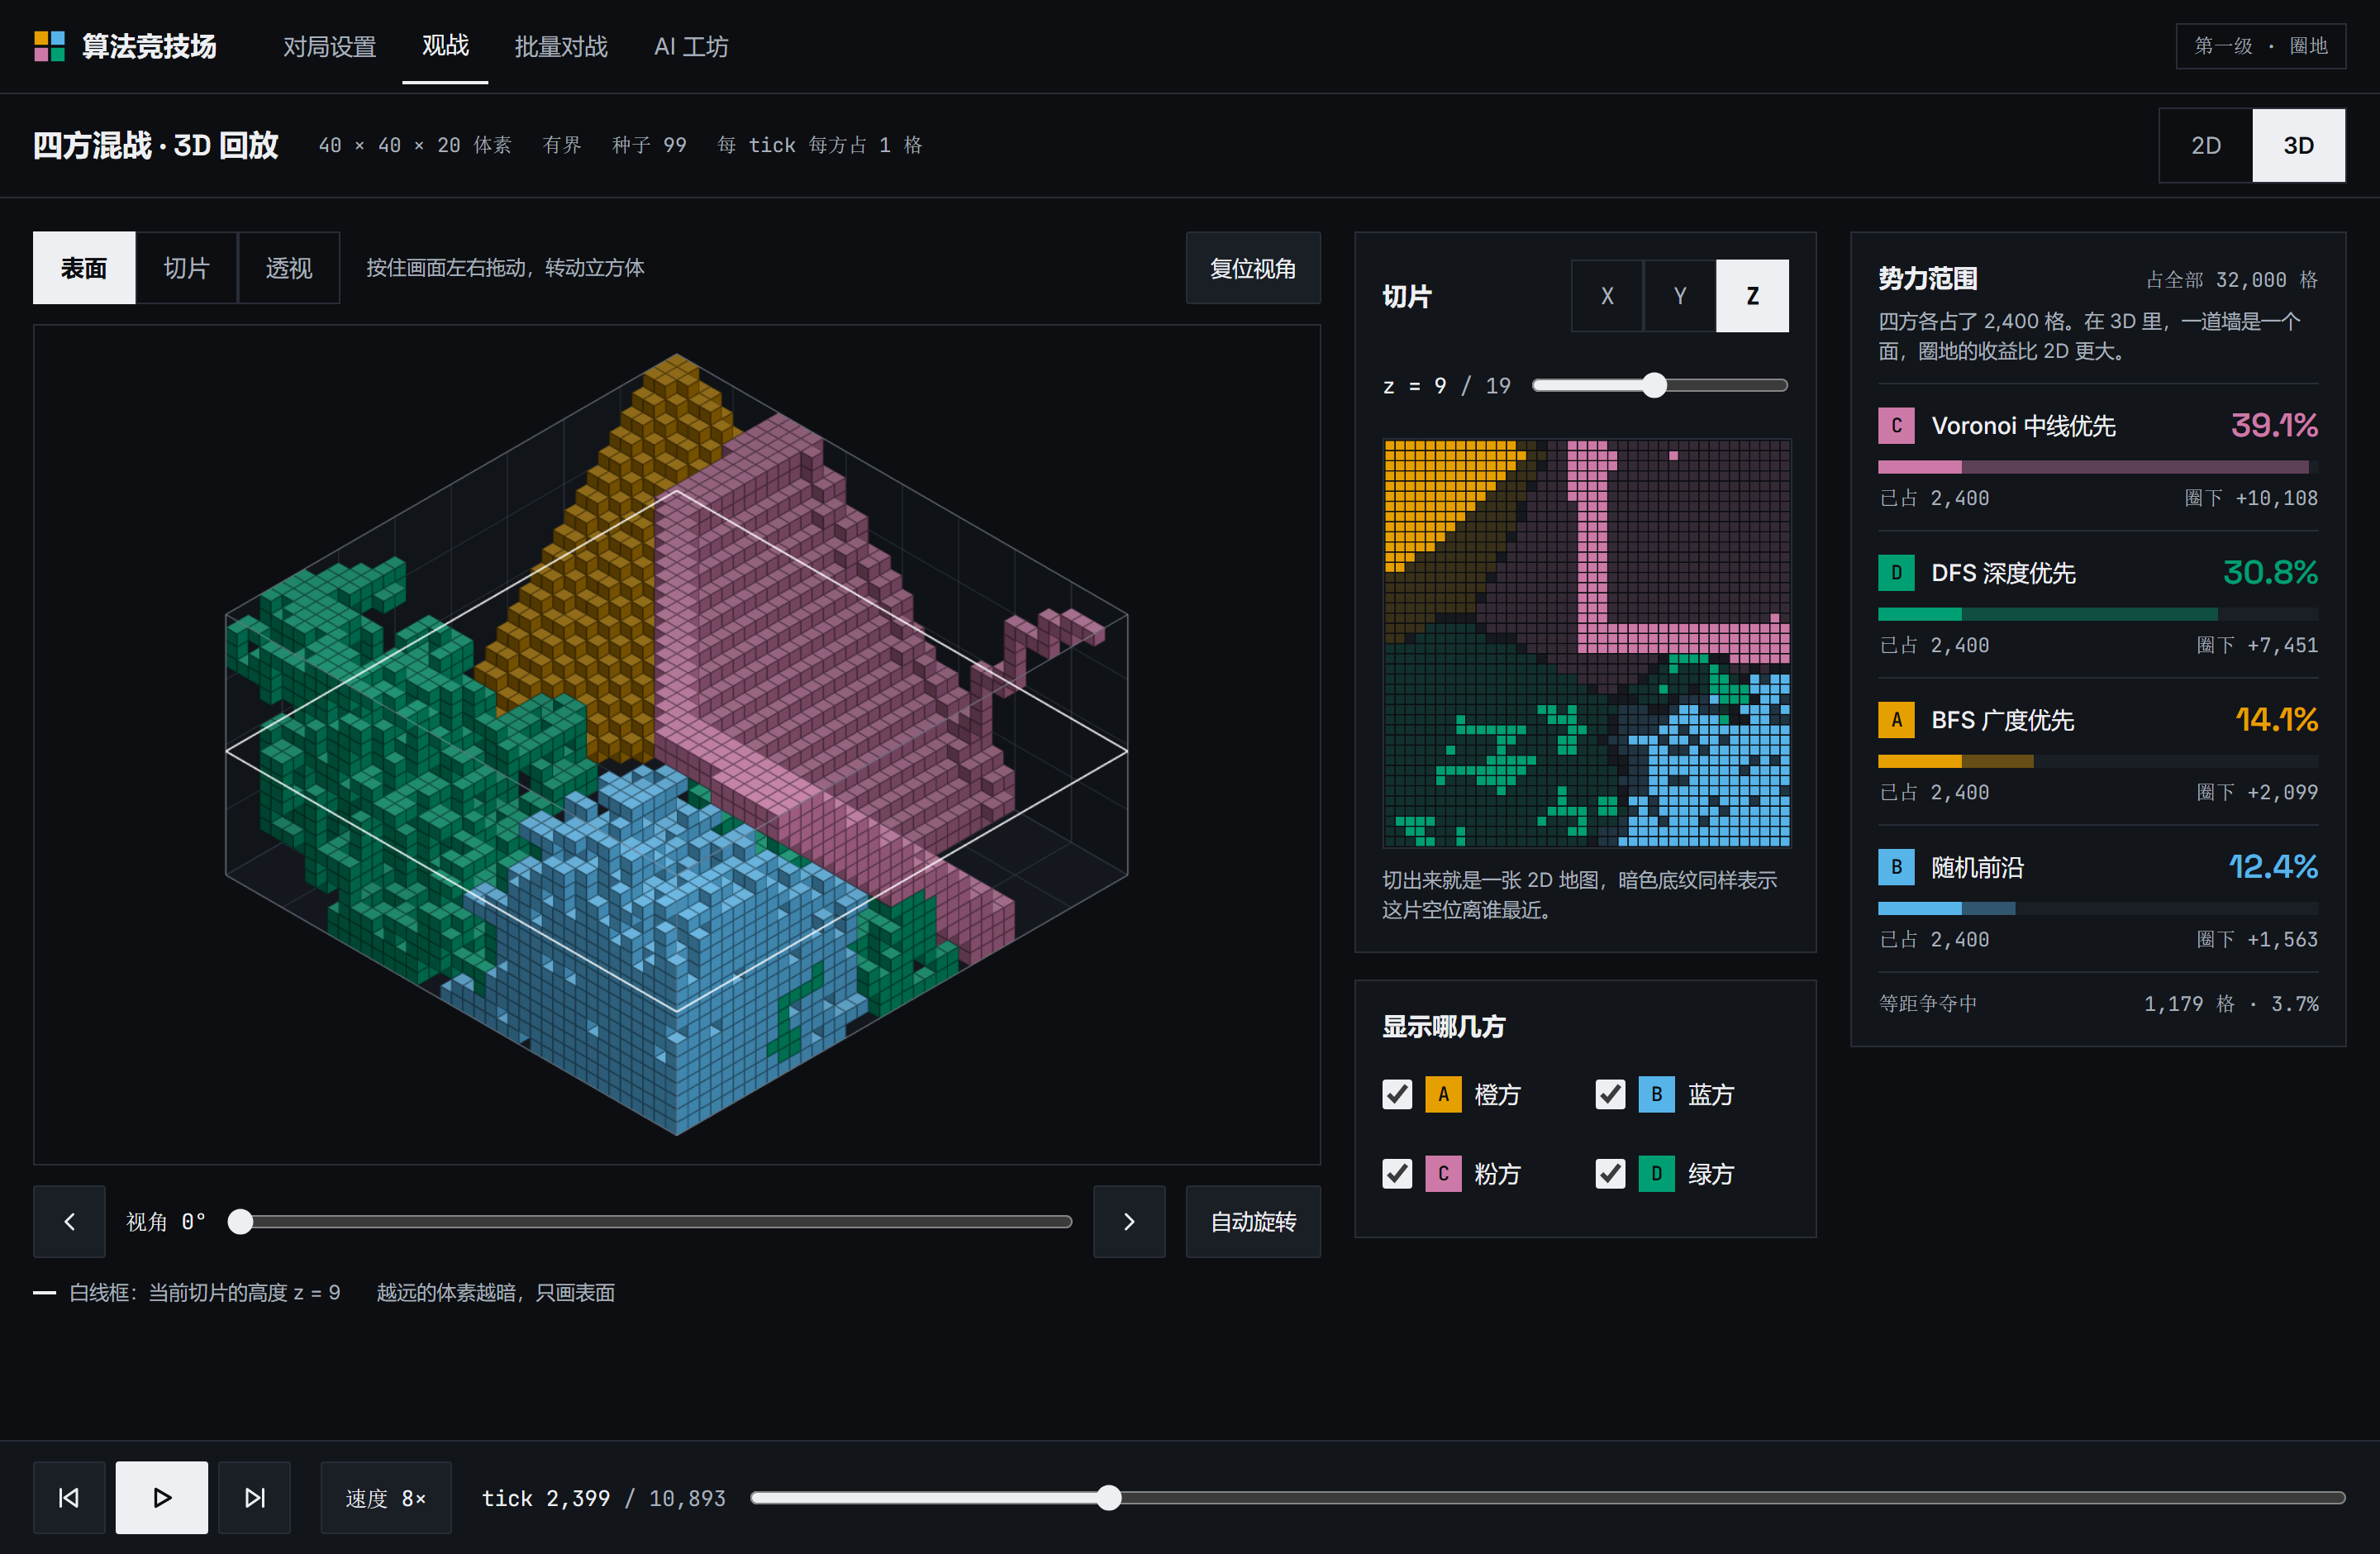 算法竞技场
对局设置
观战
批量对战
AI 工坊
第一级 · 圈地
四方混战 · 3D 回放
40 × 40 × 20 体素 有界 种子 99 每 tick 每方占 1 格
2D
3D
表面
切片
透视
按住画面左右拖动，转动立方体
复位视角
视角 0°
自动旋转
白线框：当前切片的高度 z = 9 越远的体素越暗，只画表面
切片
X
Y
Z
z = 9 / 19
切出来就是一张 2D 地图，暗色底纹同样表示
这片空位离谁最近。
显示哪几方
A 橙方
B 蓝方
C 粉方
D 绿方
势力范围
占全部 32,000 格
四方各占了 2,400 格。在 3D 里，一道墙是一个
面，圈地的收益比 2D 更大。
C Voronoi 中线优先 39.1%
已占 2,400 圈下 +10,108
D DFS 深度优先 30.8%
已占 2,400 圈下 +7,451
A BFS 广度优先 14.1%
已占 2,400 圈下 +2,099
B 随机前沿 12.4%
已占 2,400 圈下 +1,563
等距争夺中 1,179 格 · 3.7%
速度 8×
tick 2,399 / 10,893